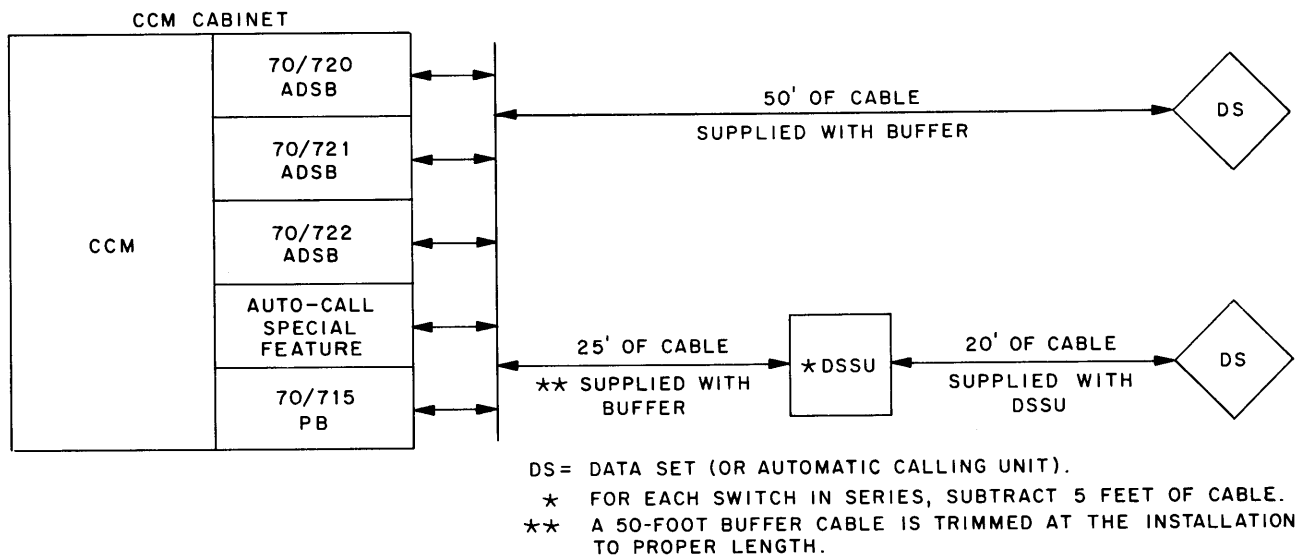 CCM CABINET
CCM
70/720
ADSB
70/721
ADSB
70/722
ADSB
AUTO-CALL
SPECIAL
FEATURE
70/715
PB
50' OF CABLE
SUPPLIED WITH BUFFER
DS
25' OF CABLE
** SUPPLIED WITH
BUFFER
*DSSU
20' OF CABLE
SUPPLIED WITH
DSSU
DS
DS= DATA SET (OR AUTOMATIC CALLING UNIT).
* FOR EACH SWITCH IN SERIES, SUBTRACT 5 FEET OF CABLE.
** A 50-FOOT BUFFER CABLE IS TRIMMED AT THE INSTALLATION
TO PROPER LENGTH.